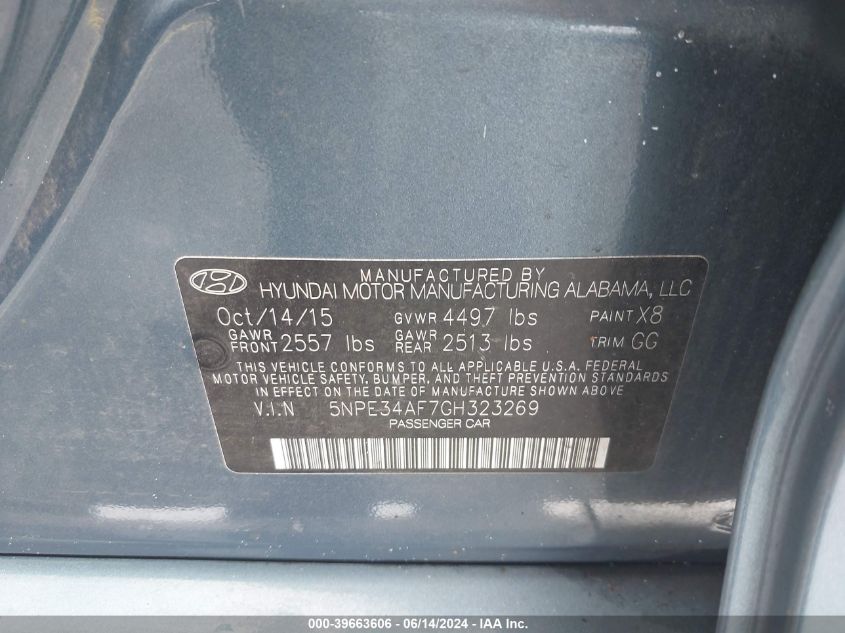 MANUFACTURED BY
HYUNDAI MOTOR MANUFACTURING ALABAMA, LLC
Oct/14/15 GVWR 4497 lbs PAINT X8
GAWR FRONT 2557 lbs GAWR REAR 2513 lbs TRIM GG
THIS VEHICLE CONFORMS TO ALL APPLICABLE U.S.A. FEDERAL
MOTOR VEHICLE SAFETY, BUMPER, AND THEFT PREVENTION STANDARDS
IN EFFECT ON THE DATE OF MANUFACTURE SHOWN ABOVE.
V.I.N 5NPE34AF7GH323269
PASSENGER CAR
000-39663606 - 06/14/2024 - IAA Inc.